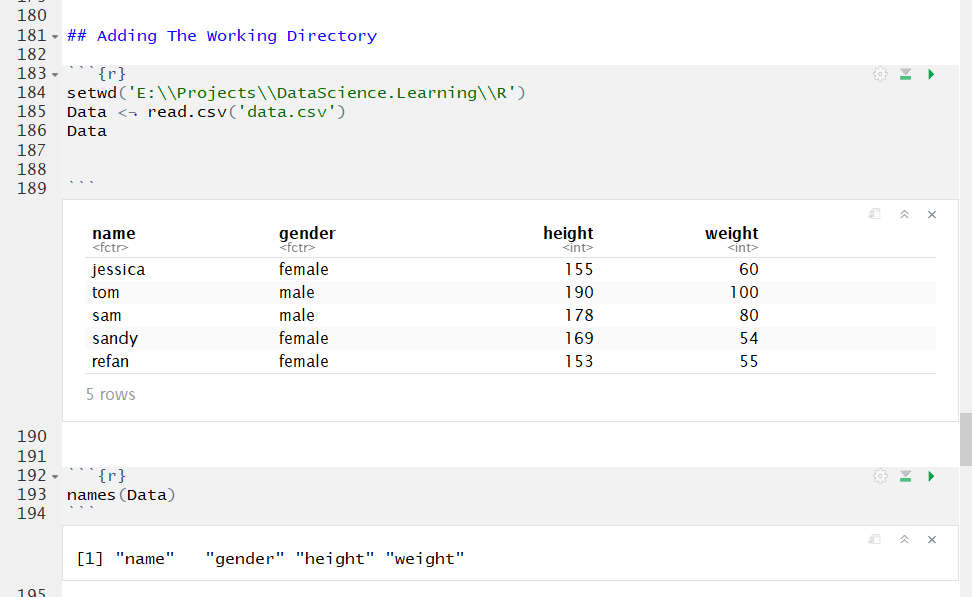 180
181 ## Adding The Working Directory
182
183 ```{r}
184 setwd('E:\\Projects\\DataScience.Learning\\R')
185 Data <- read.csv('data.csv')
186 Data
187
188
189 ```
name gender height weight
<fctr> <fctr> <int> <int>
jessica female 155 60
tom male 190 100
sam male 178 80
sandy female 169 54
refan female 153 55
5 rows
190
191
192 ```{r}
193 names(Data)
194 ```
[1] "name"   "gender" "height" "weight"
195